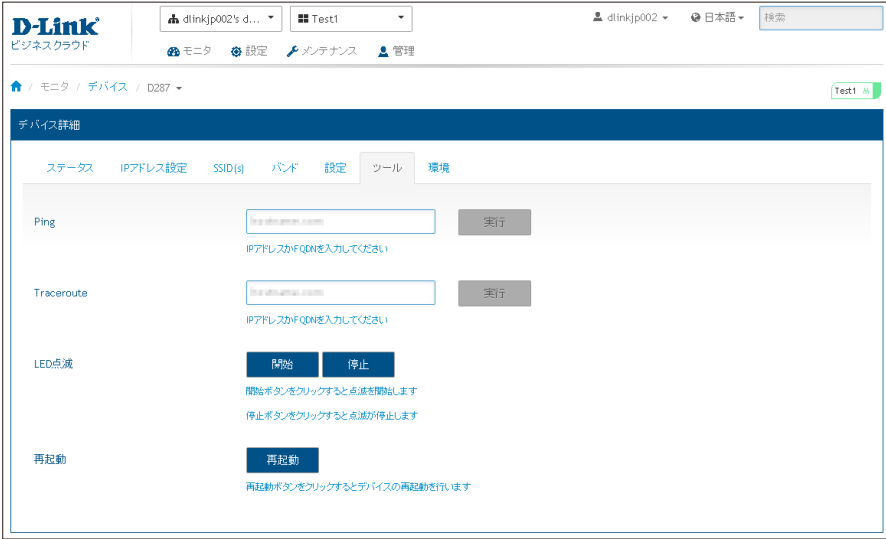 D-Link
ビジネスクラウド
dlinkjp002's d...
Test1
dlinkjp002
日本語
検索
モニタ 設定 メンテナンス 管理
/ モニタ / デバイス / D287
Test1 M
デバイス詳細
ステータス IPアドレス設定 SSID(s) バンド 設定 ツール 環境
Ping
実行
IPアドレスかFQDNを入力してください
Traceroute
実行
IPアドレスかFQDNを入力してください
LED点滅
開始 停止
開始ボタンをクリックすると点滅を開始します
停止ボタンをクリックすると点滅が停止します
再起動
再起動
再起動ボタンをクリックするとデバイスの再起動を行います